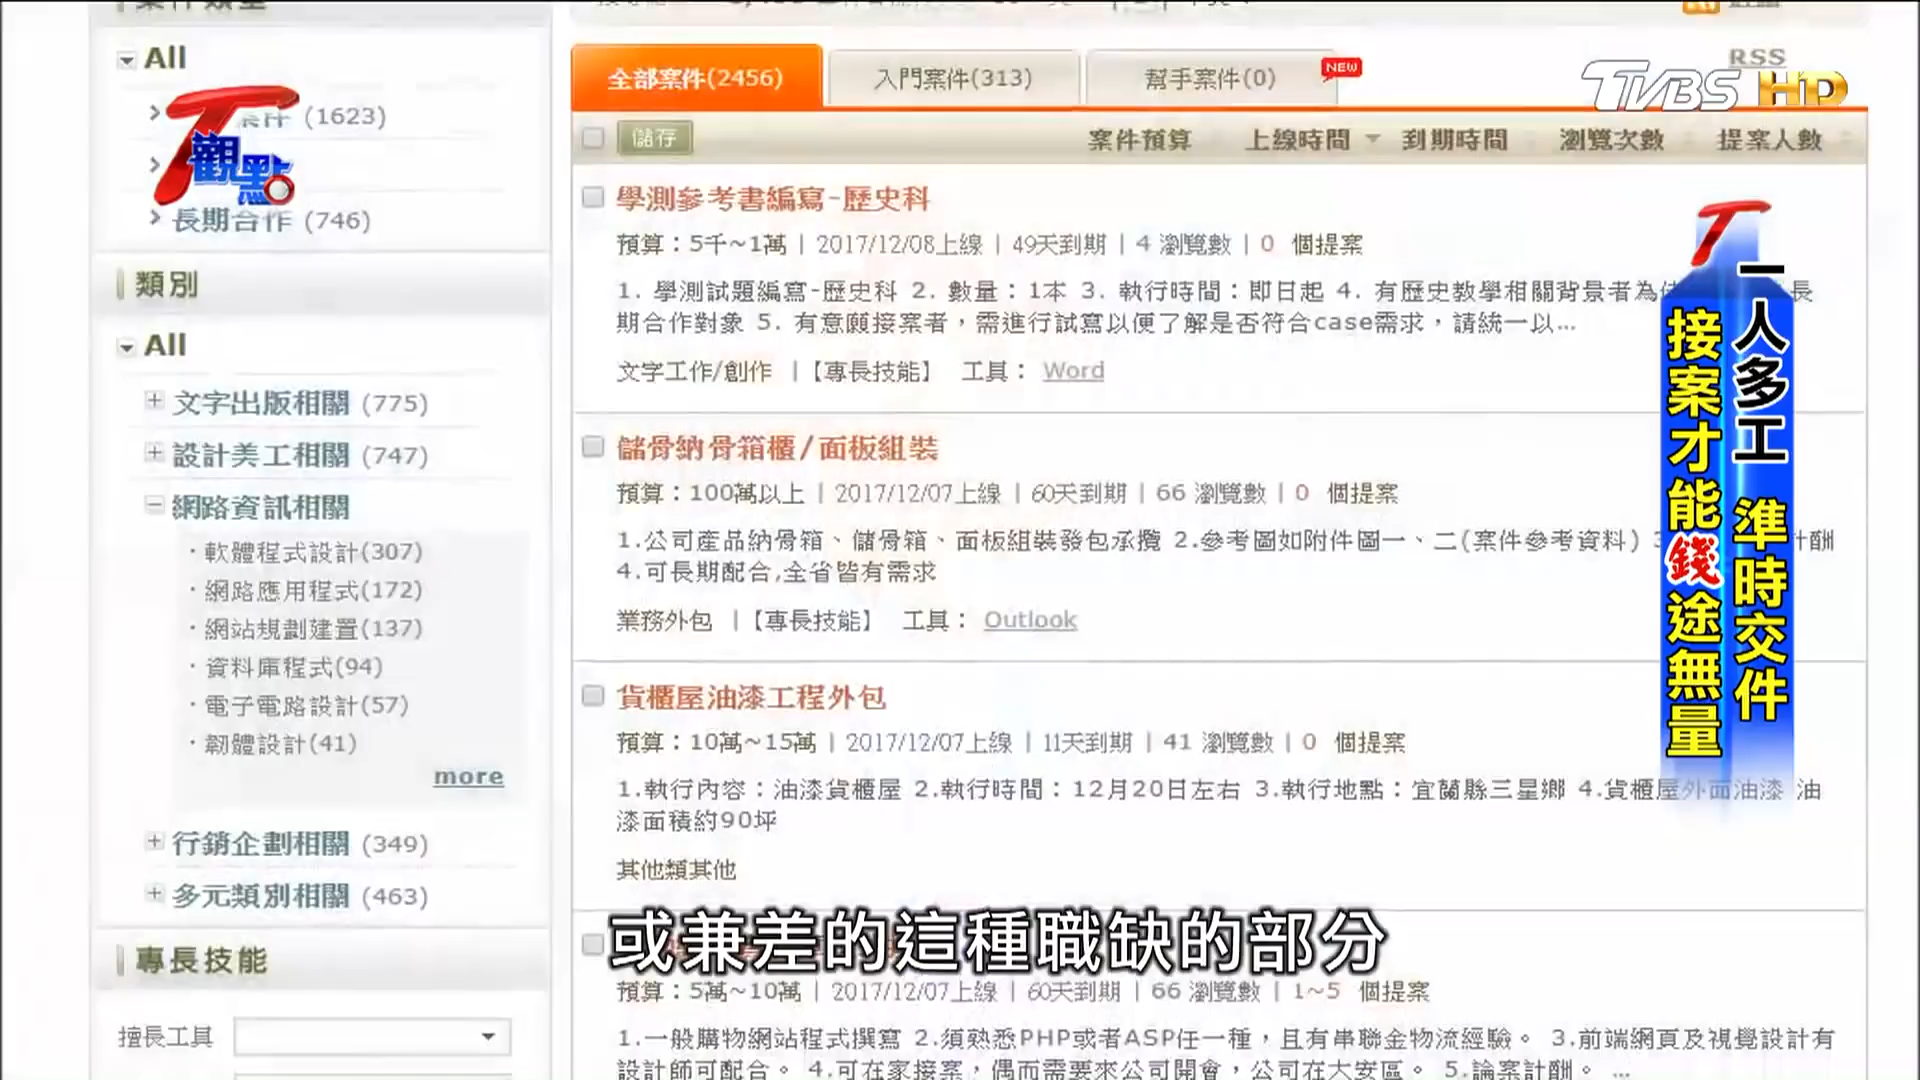 All
案件 (1623)
長期合作 (746)
類別
All
文字出版相關 (775)
設計美工相關 (747)
網路資訊相關
・軟體程式設計(307)
・網路應用程式(172)
・網站規劃建置(137)
・資料庫程式(94)
・電子電路設計(57)
・韌體設計(41)
more
行銷企劃相關 (349)
多元類別相關 (463)
專長技能
擅長工具
T觀點
全部案件(2456)
入門案件(313)
幫手案件(0)
NEW
RSS
TVBS HD
儲存
案件預算 上線時間 到期時間 瀏覽次數 提案人數
學測參考書編寫-歷史科
預算：5千~1萬 | 2017/12/08上線 | 49天到期 | 4 瀏覽數 | 0 個提案
1. 學測試題編寫-歷史科 2. 數量：1本 3. 執行時間：即日起 4. 有歷史教學相關背景者為佳 長
期合作對象 5. 有意願接案者，需進行試寫以便了解是否符合case需求，請統一以...
文字工作/創作 |【專長技能】 工具： Word
儲骨納骨箱櫃/面板組裝
預算：100萬以上 | 2017/12/07上線 | 60天到期 | 66 瀏覽數 | 0 個提案
1.公司產品納骨箱、儲骨箱、面板組裝發包承攬 2.參考圖如附件圖一、二(案件參考資料) 3 計酬
4.可長期配合,全省皆有需求
業務外包 |【專長技能】 工具： Outlook
貨櫃屋油漆工程外包
預算：10萬~15萬 | 2017/12/07上線 | 11天到期 | 41 瀏覽數 | 0 個提案
1.執行內容：油漆貨櫃屋 2.執行時間：12月20日左右 3.執行地點：宜蘭縣三星鄉 4.貨櫃屋外面油漆 油
漆面積約90坪
其他類其他
預算：5萬~10萬 | 2017/12/07上線 | 60天到期 | 66 瀏覽數 | 1~5 個提案
1.一般購物網站程式撰寫 2.須熟悉PHP或者ASP任一種，且有串聯金物流經驗。 3.前端網頁及視覺設計有
設計師可配合。 4.可在家接案，偶而需要來公司開會，公司在大安區。 5.論案計酬。 ...
T
一人多工 準時交件
接案才能錢途無量
或兼差的這種職缺的部分